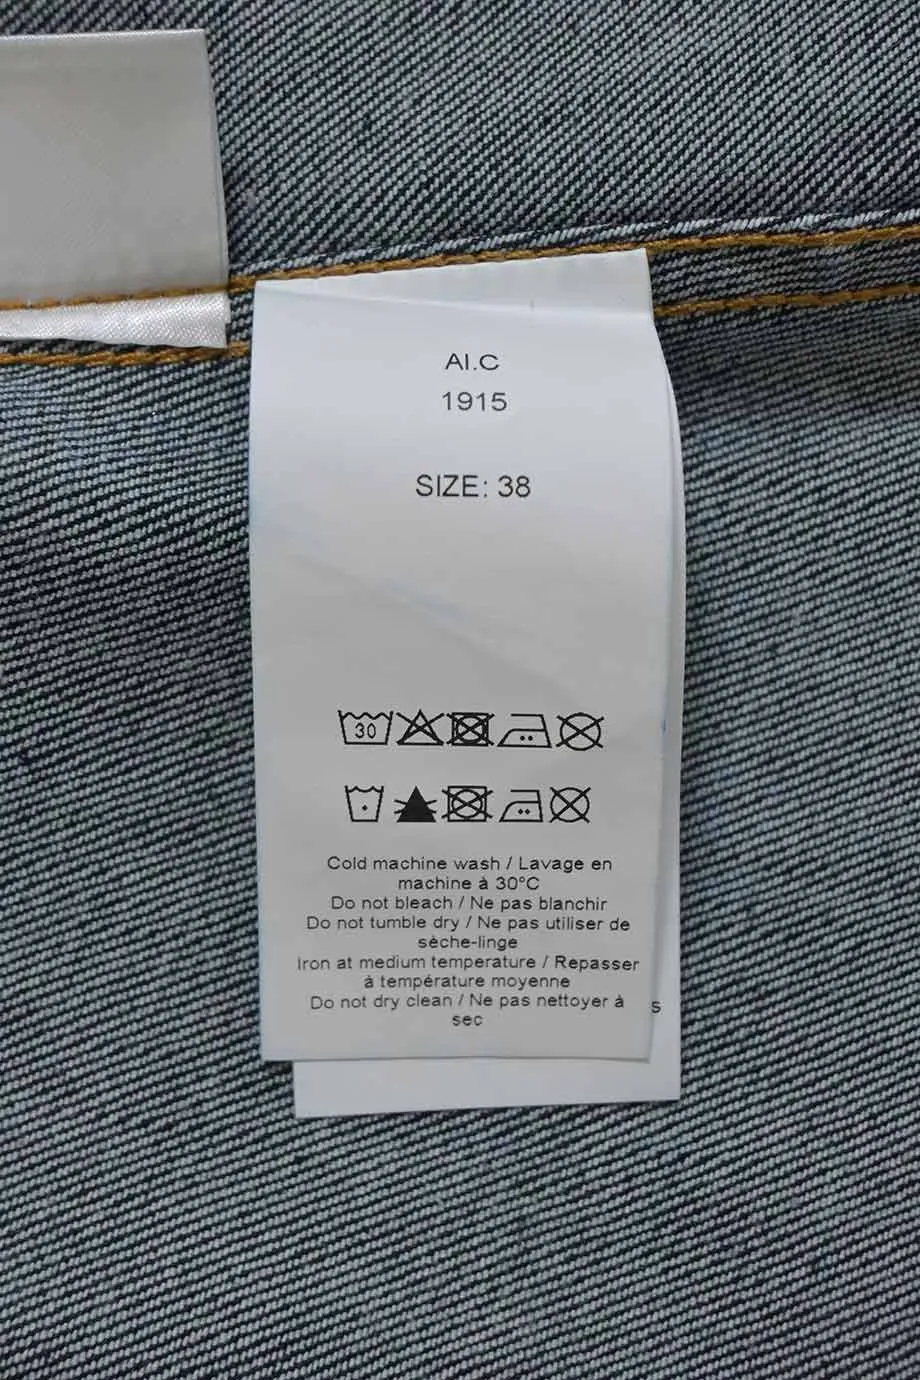 AI.C
1915
SIZE: 38
30
Cold machine wash / Lavage en
machine à 30°C
Do not bleach / Ne pas blanchir
Do not tumble dry / Ne pas utiliser de
sèche-linge
Iron at medium temperature / Repasser
à température moyenne
Do not dry clean / Ne pas nettoyer à
sec
s